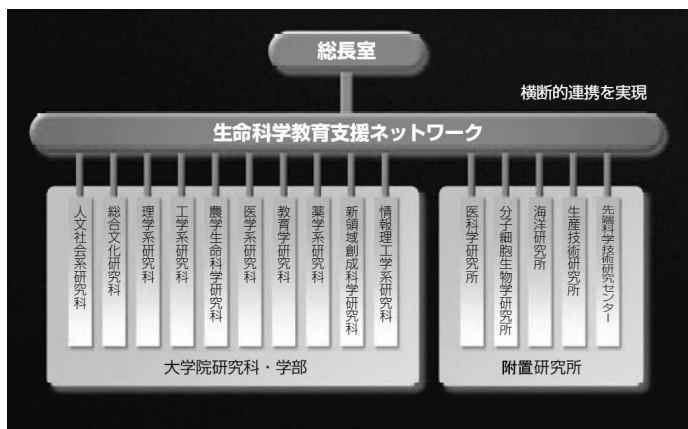 総長室
横断的連携を実現
生命科学教育支援ネットワーク
人文社会系研究科
総合文化研究科
理学系研究科
工学系研究科
農学生命科学研究科
医学系研究科
教育学研究科
薬学系研究科
新領域創成科学研究科
情報理工学系研究科
医科学研究所
分子細胞生物学研究所
海洋研究所
生産技術研究所
先端科学技術研究センター
大学院研究科・学部
附置研究所